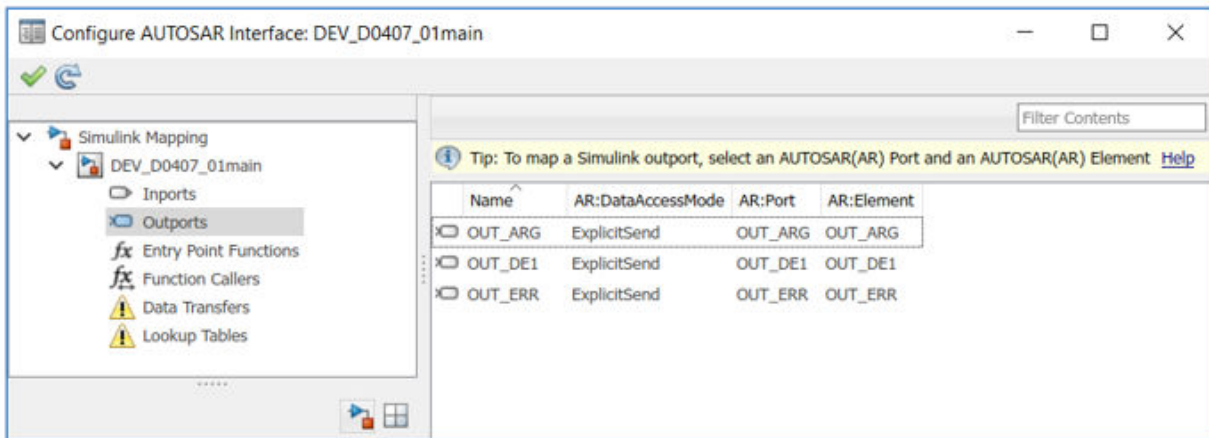 Configure AUTOSAR Interface: DEV_D0407_01main
Filter Contents
Simulink Mapping
DEV_D0407_01main
Inports
Outports
fx Entry Point Functions
fx Function Callers
Data Transfers
Lookup Tables
Tip: To map a Simulink outport, select an AUTOSAR(AR) Port and an AUTOSAR(AR) Element Help
Name AR:DataAccessMode AR:Port AR:Element
OUT_ARG ExplicitSend OUT_ARG OUT_ARG
OUT_DE1 ExplicitSend OUT_DE1 OUT_DE1
OUT_ERR ExplicitSend OUT_ERR OUT_ERR